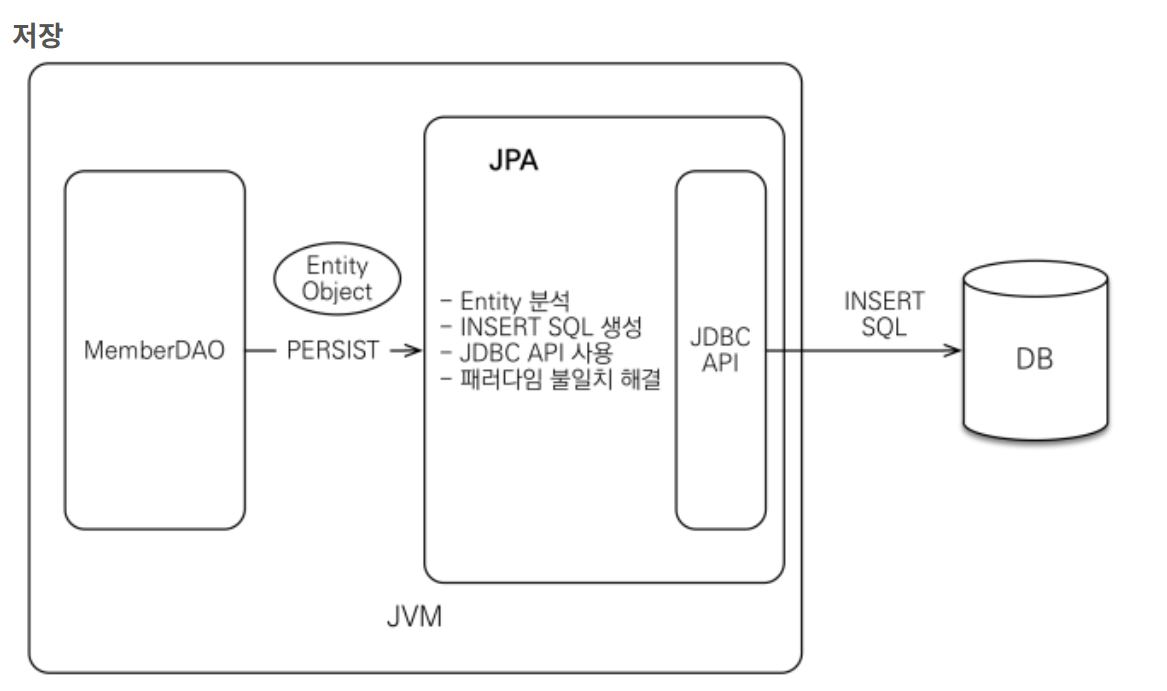 저장
JPA
Entity
Object
MemberDAO
PERSIST
- Entity 분석
- INSERT SQL 생성
- JDBC API 사용
- 패러다임 불일치 해결
JDBC
API
INSERT
SQL
DB
JVM